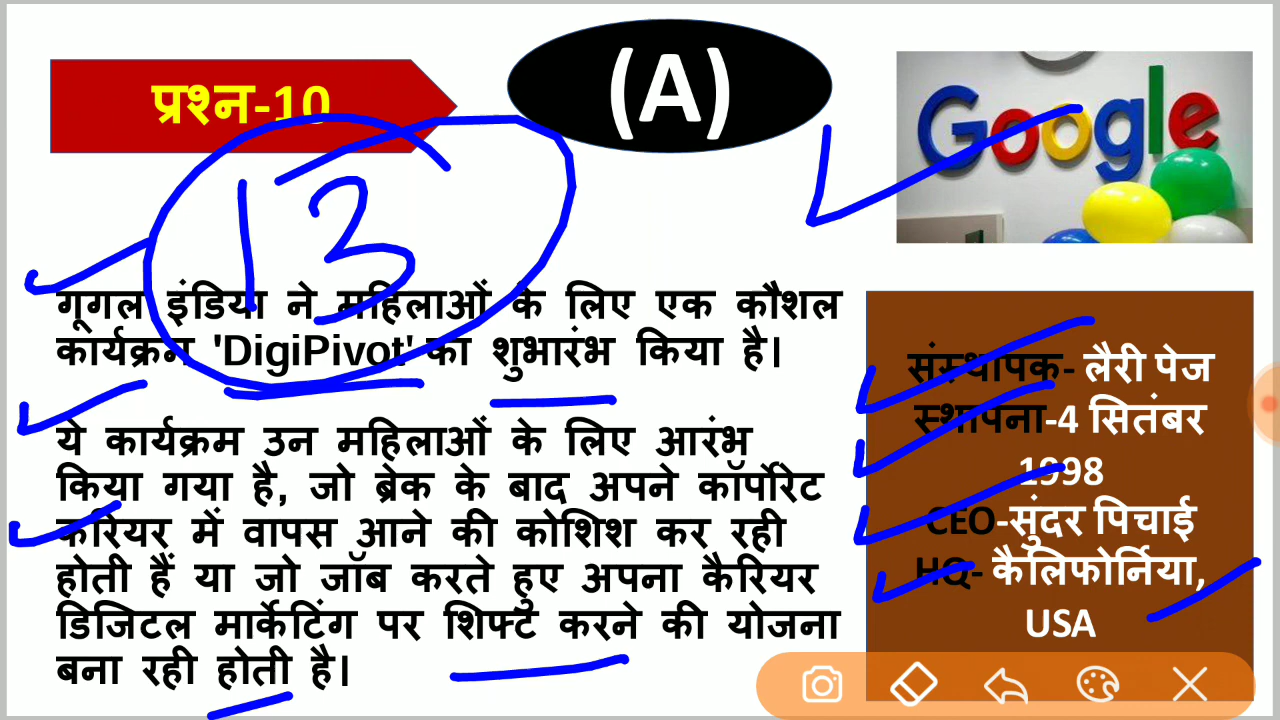 प्रश्न-10
(A)
Google
13
गूगल इंडिया ने महिलाओं के लिए एक कौशल
कार्यक्रम 'DigiPivot' का शुभारंभ किया है।
ये कार्यक्रम उन महिलाओं के लिए आरंभ
किया गया है, जो ब्रेक के बाद अपने कॉर्पोरेट
करियर में वापस आने की कोशिश कर रही
होती हैं या जो जॉब करते हुए अपना कैरियर
डिजिटल मार्केटिंग पर शिफ्ट करने की योजना
बना रही होती है।
संस्थापक- लैरी पेज
स्थापना-4 सितंबर
1998
CEO-सुंदर पिचाई
HQ- कैलिफोर्निया,
USA